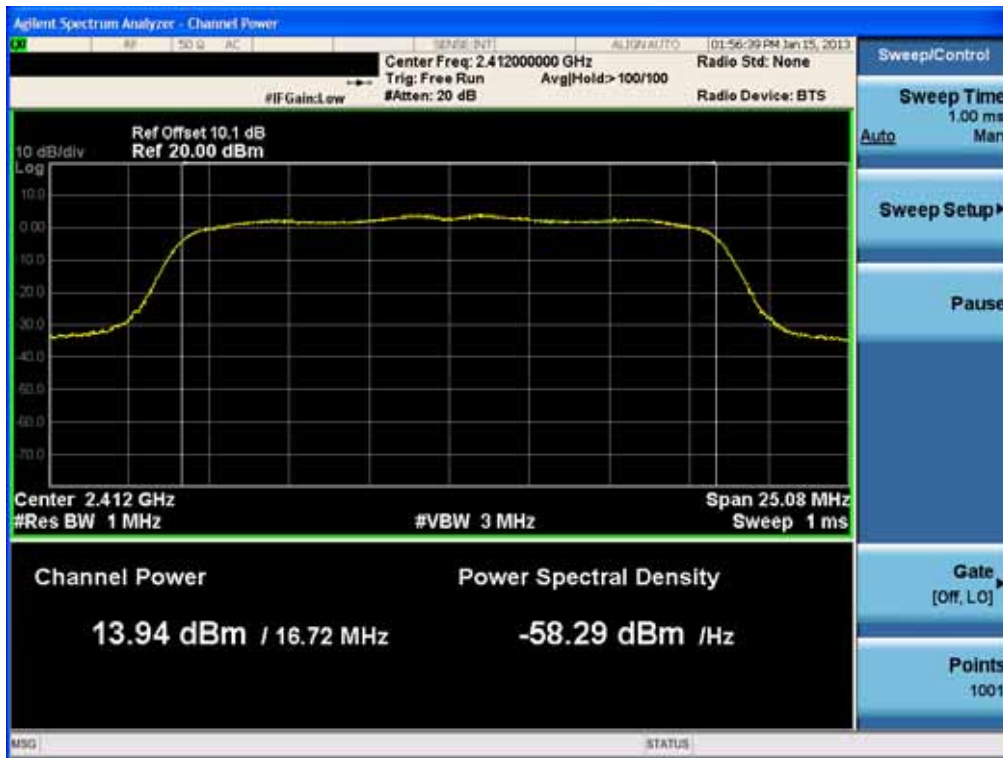 Agilent Spectrum Analyzer - Channel Power
RF 50 Ω AC SENSE:INT ALIGN AUTO 01:56:39 PM Jan 15, 2013
Center Freq: 2.412000000 GHz Radio Std: None
Trig: Free Run Avg|Hold:> 100/100
#IFGain:Low #Atten: 20 dB Radio Device: BTS
Ref Offset 10.1 dB
10 dB/div Ref 20.00 dBm
Log
10.0
0.00
-10.0
-20.0
-30.0
-40.0
-50.0
-60.0
-70.0
Center 2.412 GHz Span 25.08 MHz
#Res BW 1 MHz #VBW 3 MHz Sweep 1 ms
Channel Power Power Spectral Density
13.94 dBm / 16.72 MHz -58.29 dBm /Hz
MSG STATUS
Sweep/Control
Sweep Time
1.00 ms
Auto Man
Sweep Setup
Pause
Gate
[Off, LO]
Points
1001